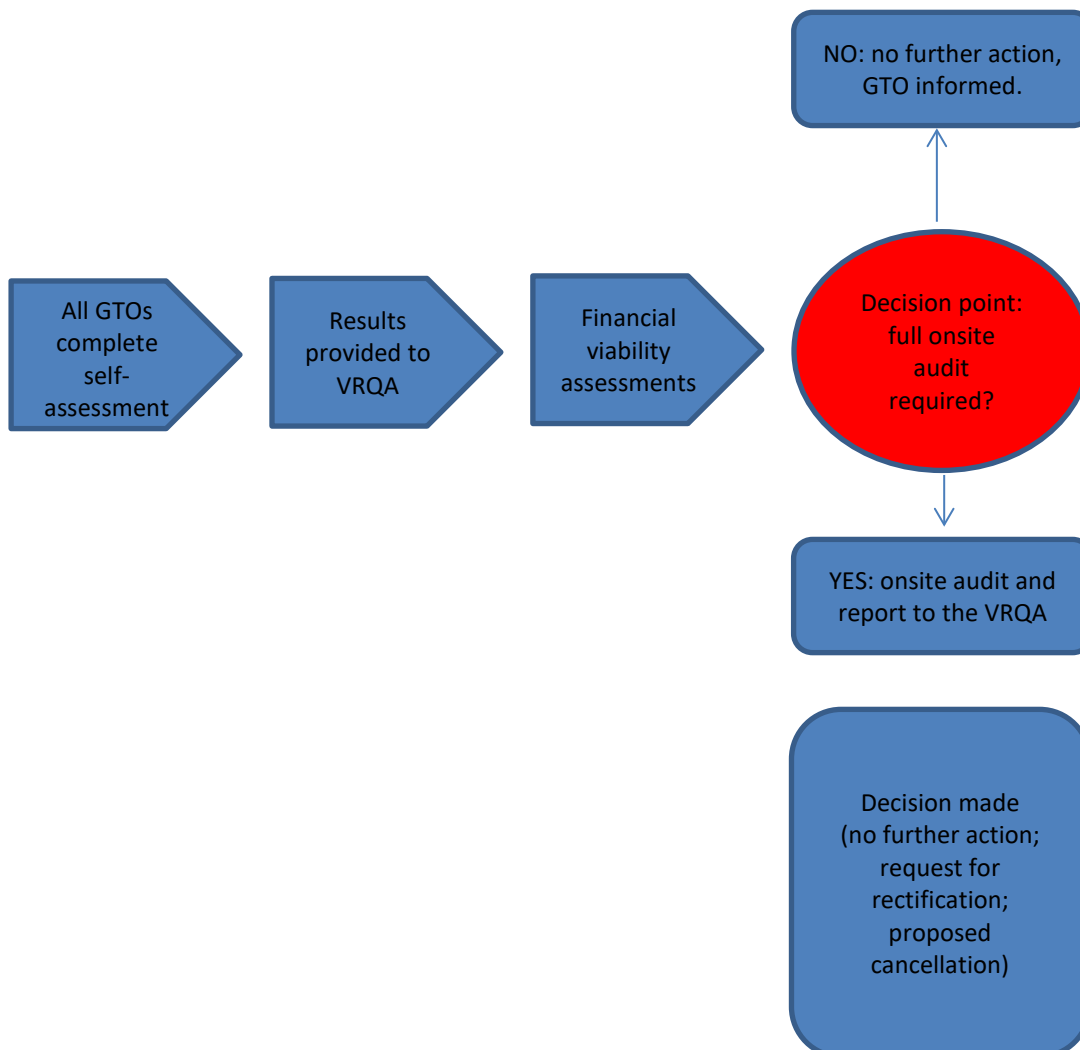 NO: no further action,
GTO informed.
All GTOs
complete
self-
assessment
Results
provided to
VRQA
Financial
viability
assessments
Decision point:
full onsite
audit
required?
YES: onsite audit and
report to the VRQA
Decision made
(no further action;
request for
rectification;
proposed
cancellation)